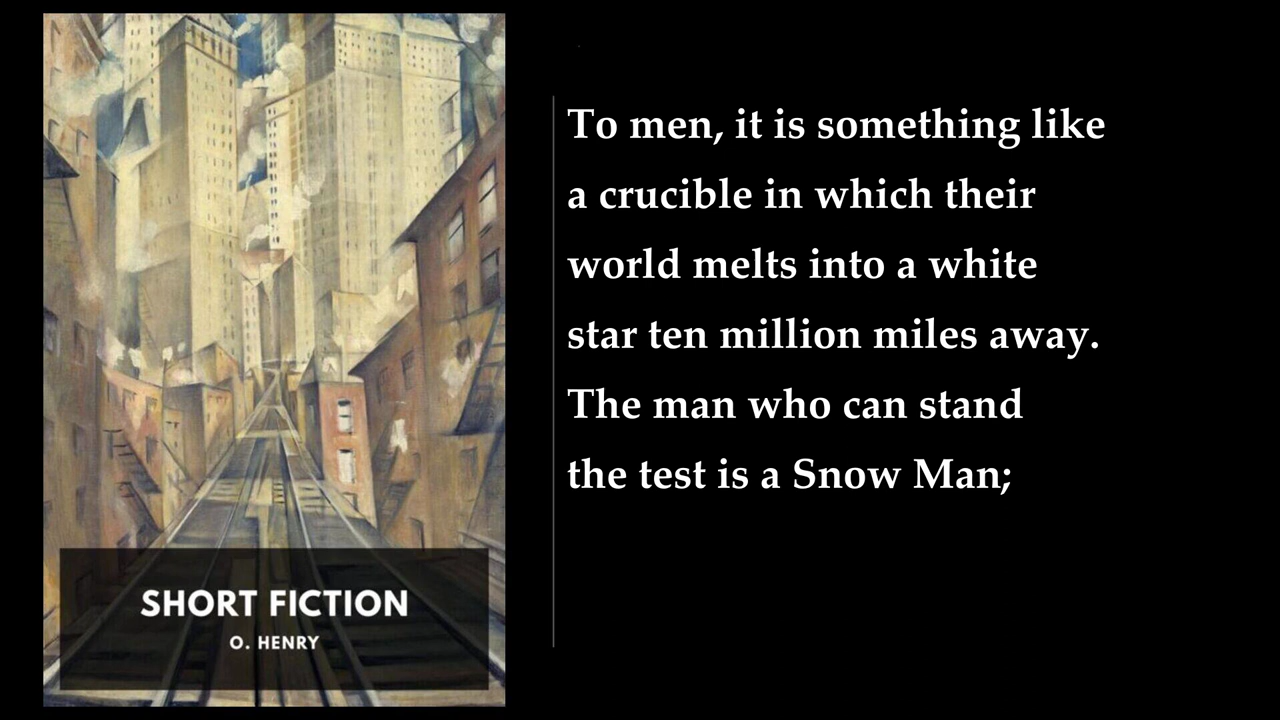 SHORT FICTION
O. HENRY
To men, it is something like
a crucible in which their
world melts into a white
star ten million miles away.
The man who can stand
the test is a Snow Man;